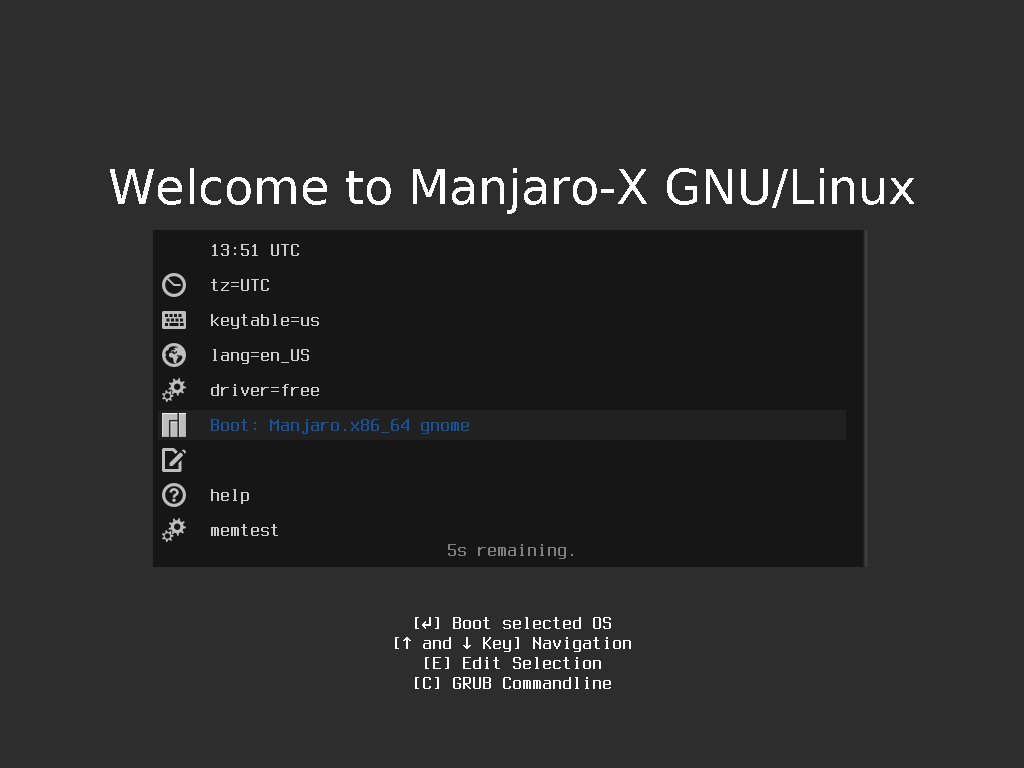 Welcome to Manjaro-X GNU/Linux
13:51 UTC
tz=UTC
keytable=us
lang=en_US
driver=free
Boot: Manjaro.x86_64 gnome
help
memtest
5s remaining.
[↲] Boot selected OS
[↑ and ↓ Key] Navigation
[E] Edit Selection
[C] GRUB Commandline